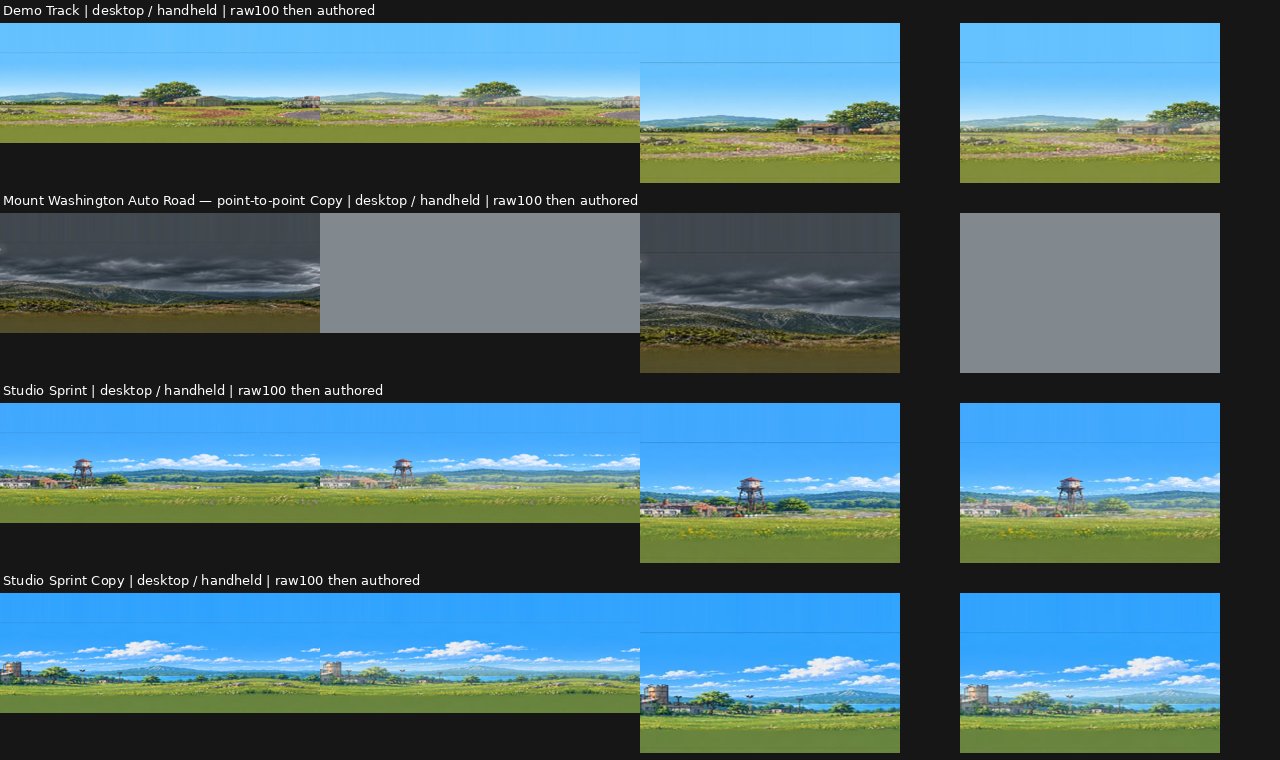 Demo Track | desktop / handheld | raw100 then authored
Mount Washington Auto Road — point-to-point Copy | desktop / handheld | raw100 then authored
Studio Sprint | desktop / handheld | raw100 then authored
Studio Sprint Copy | desktop / handheld | raw100 then authored